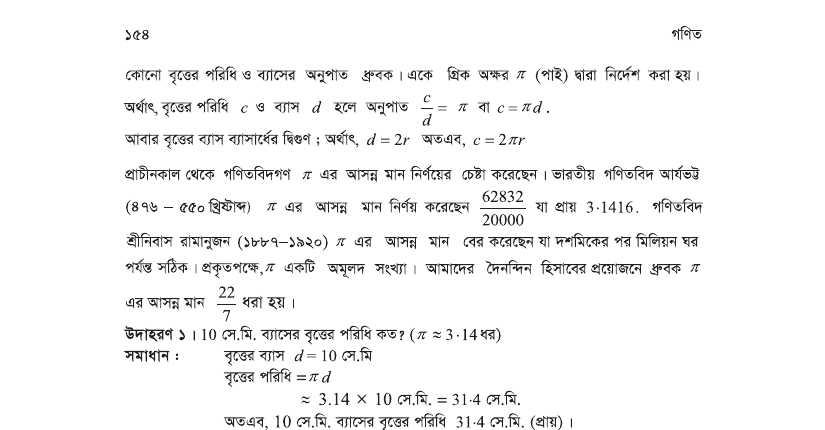 ১৫৪ গণিত
কোনো বৃত্তের পরিধি ও ব্যাসের অনুপাত ধ্রুবক। একে গ্রিক অক্ষর π (পাই) দ্বারা নির্দেশ করা হয়।
অর্থাৎ, বৃত্তের পরিধি c ও ব্যাস d হলে অনুপাত c/d = π বা c = πd .
আবার বৃত্তের ব্যাস ব্যাসার্ধের দ্বিগুণ ; অর্থাৎ, d = 2r অতএব, c = 2πr
প্রাচীনকাল থেকে গণিতবিদগণ π এর আসন্ন মান নির্ণয়ের চেষ্টা করেছেন। ভারতীয় গণিতবিদ আর্যভট্ট
(৪৭৬ – ৫৫০ খ্রিষ্টাব্দ) π এর আসন্ন মান নির্ণয় করেছেন 62832/20000 যা প্রায় 3·1416. গণিতবিদ
শ্রীনিবাস রামানুজন (১৮৮৭–১৯২০) π এর আসন্ন মান বের করেছেন যা দশমিকের পর মিলিয়ন ঘর
পর্যন্ত সঠিক। প্রকৃতপক্ষে, π একটি অমূলদ সংখ্যা। আমাদের দৈনন্দিন হিসাবের প্রয়োজনে ধ্রুবক π
এর আসন্ন মান 22/7 ধরা হয়।
উদাহরণ ১। 10 সে.মি. ব্যাসের বৃত্তের পরিধি কত? (π ≈ 3·14 ধর)
সমাধান : বৃত্তের ব্যাস d = 10 সে.মি
বৃত্তের পরিধি = πd
≈ 3.14 × 10 সে.মি. = 31·4 সে.মি.
অতএব, 10 সে.মি. ব্যাসের বৃত্তের পরিধি 31·4 সে.মি. (প্রায়)।